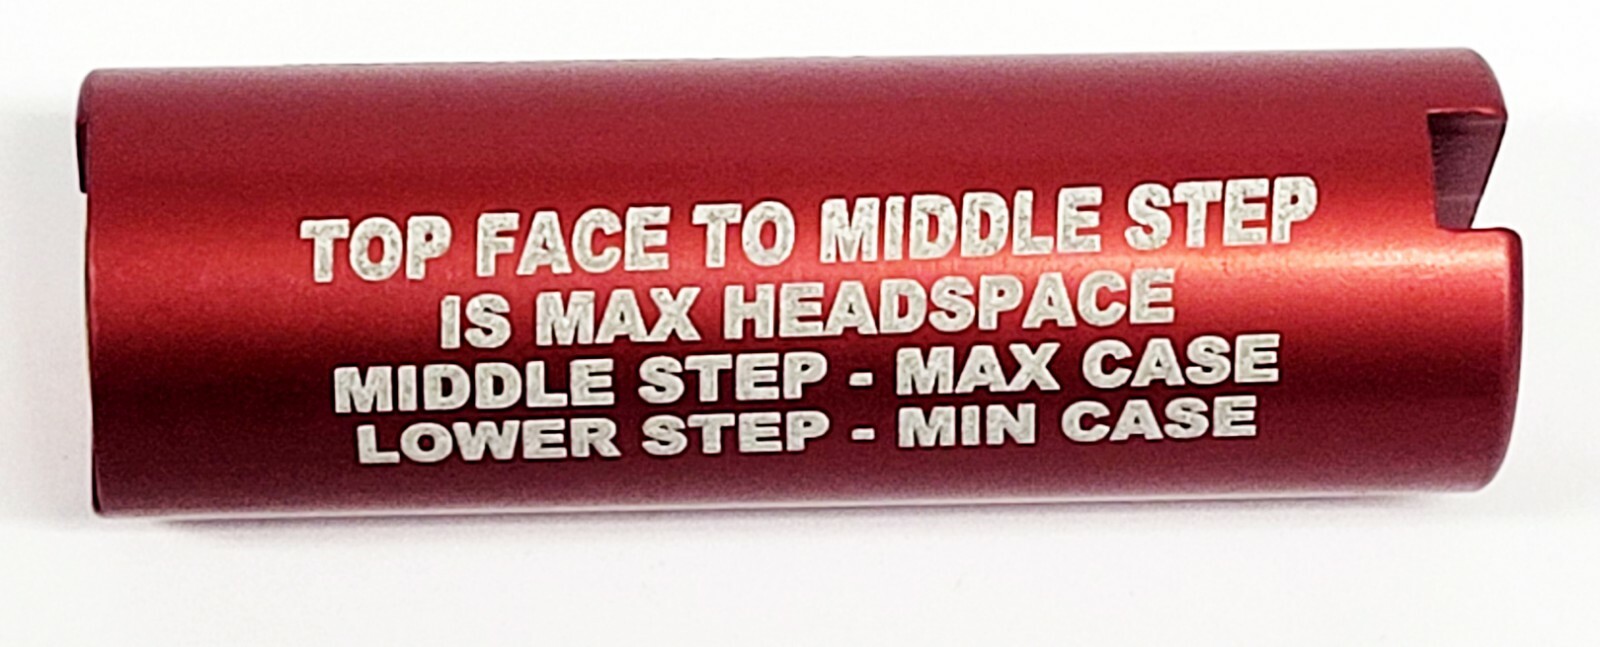 TOP FACE TO MIDDLE STEP
IS MAX HEADSPACE
MIDDLE STEP - MAX CASE
LOWER STEP - MIN CASE